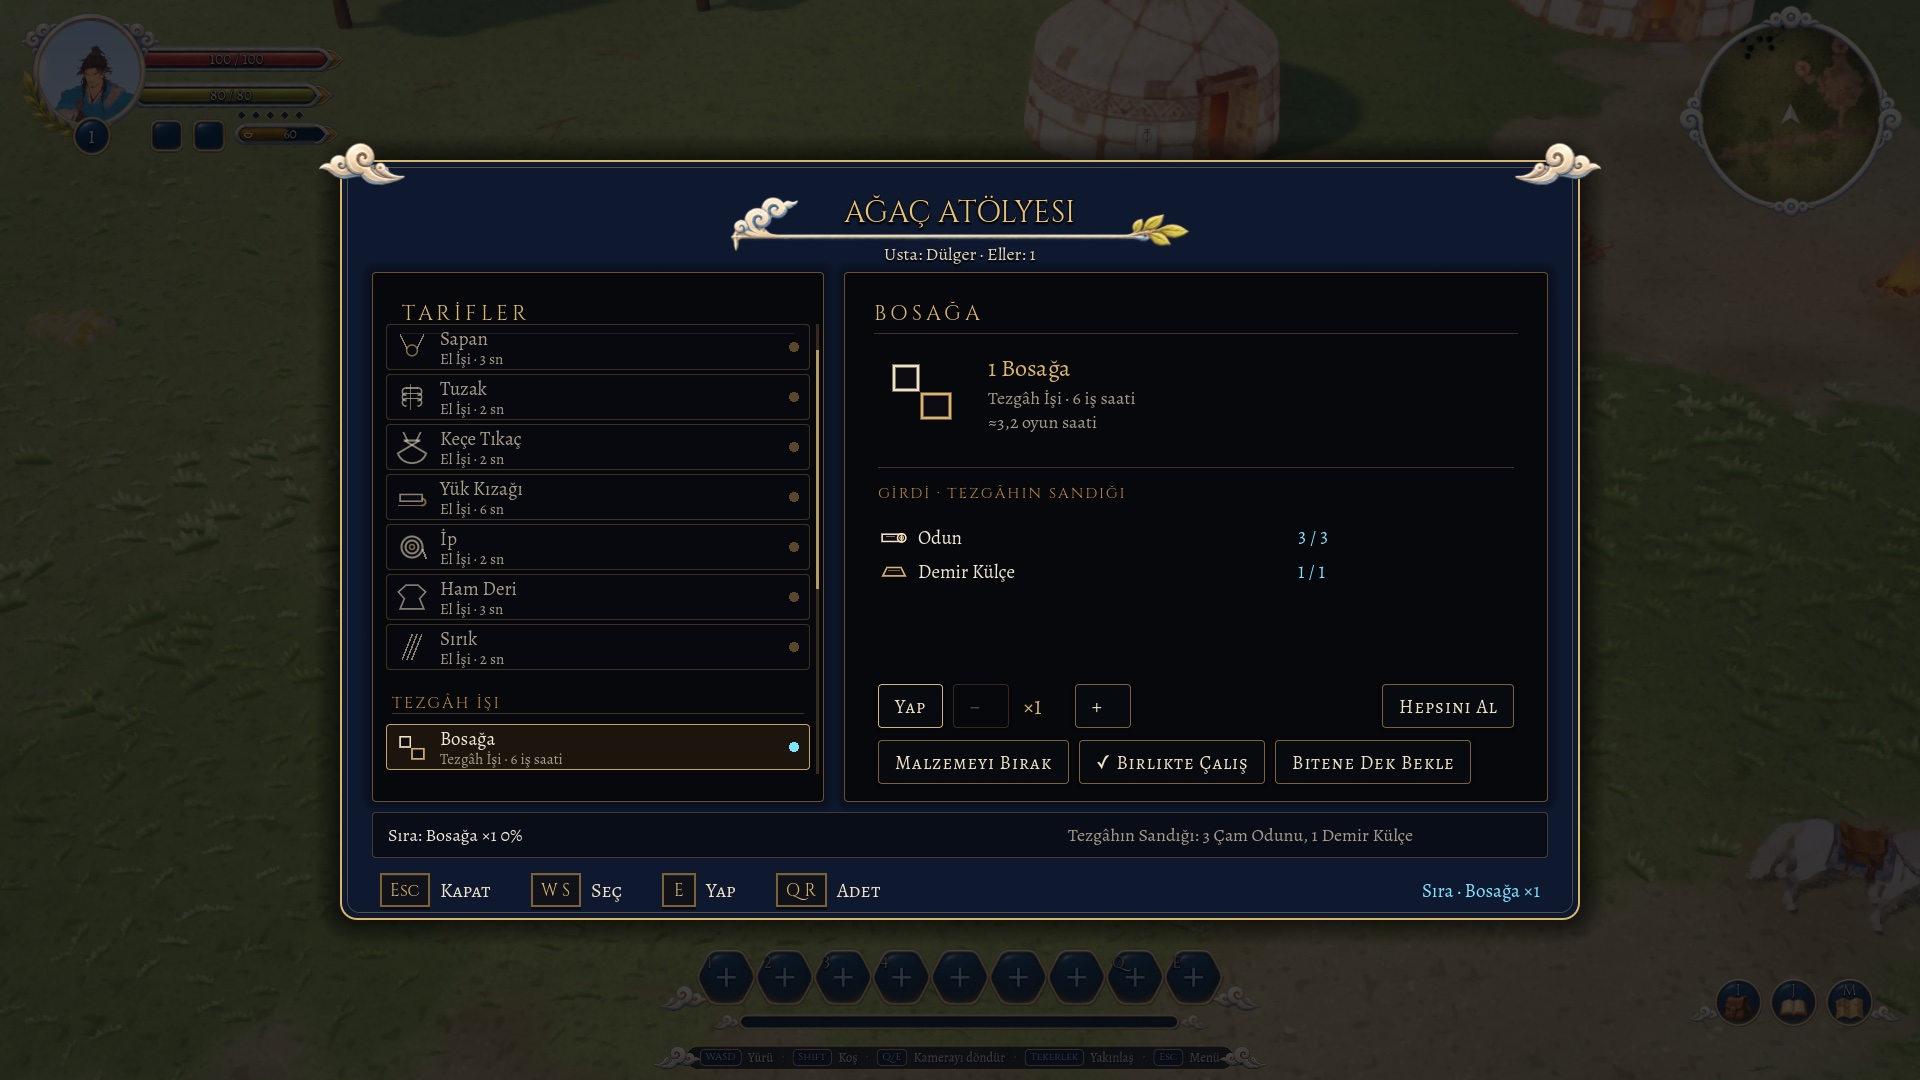 100 / 100
80 / 80
60
1
AĞAÇ ATÖLYESI
Usta: Dülger · Eller: 1
TARİFLER
Sapan
El İşi · 3 sn
Tuzak
El İşi · 2 sn
Keçe Tıkaç
El İşi · 2 sn
Yük Kızağı
El İşi · 6 sn
İp
El İşi · 2 sn
Ham Deri
El İşi · 3 sn
Sırık
El İşi · 2 sn
TEZGÂH İŞI
Bosağa
Tezgâh İşi · 6 iş saati
BOSAĞA
1 Bosağa
Tezgâh İşi · 6 iş saati
≈3,2 oyun saati
GİRDİ · TEZGÂHIN SANDIĞI
Odun 3 / 3
Demir Külçe 1 / 1
YAP − ×1 + HEPSINI AL
MALZEMEYI BIRAK ✓ BIRLIKTE ÇALIŞ BITENE DEK BEKLE
Sıra: Bosağa ×1 0% Tezgâhın Sandığı: 3 Çam Odunu, 1 Demir Külçe
ESC KAPAT W S SEÇ E YAP Q R ADET Sıra · Bosağa ×1
1 2 3 4 Q E
I J M
WASD Yürü · SHIFT Koş · Q/E Kamerayı döndür · TEKERLEK Yakınlaş · ESC Menü